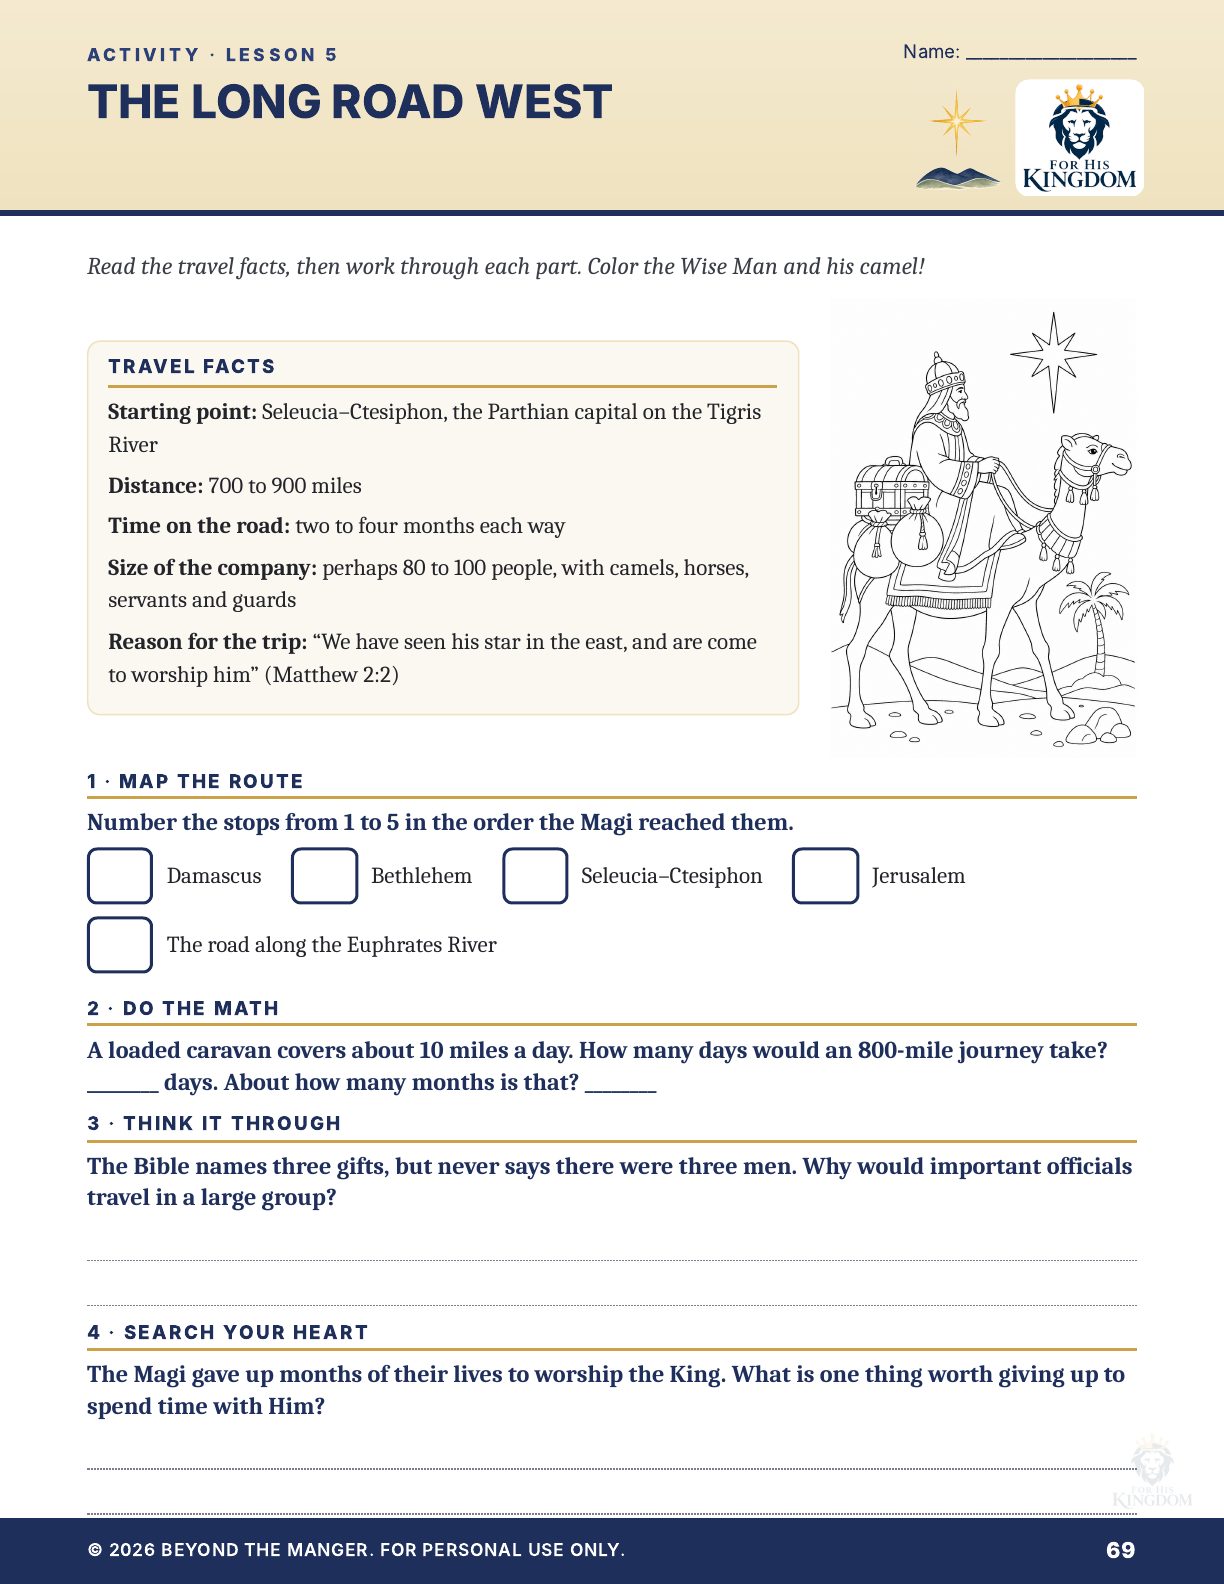 ACTIVITY · LESSON 5
Name: ___________________
THE LONG ROAD WEST
FOR HIS
KINGDOM
Read the travel facts, then work through each part. Color the Wise Man and his camel!
TRAVEL FACTS
Starting point: Seleucia–Ctesiphon, the Parthian capital on the Tigris
River
Distance: 700 to 900 miles
Time on the road: two to four months each way
Size of the company: perhaps 80 to 100 people, with camels, horses,
servants and guards
Reason for the trip: “We have seen his star in the east, and are come
to worship him” (Matthew 2:2)
1 · MAP THE ROUTE
Number the stops from 1 to 5 in the order the Magi reached them.
Damascus Bethlehem Seleucia–Ctesiphon Jerusalem
The road along the Euphrates River
2 · DO THE MATH
A loaded caravan covers about 10 miles a day. How many days would an 800-mile journey take?
_______ days. About how many months is that? _______
3 · THINK IT THROUGH
The Bible names three gifts, but never says there were three men. Why would important officials
travel in a large group?
4 · SEARCH YOUR HEART
The Magi gave up months of their lives to worship the King. What is one thing worth giving up to
spend time with Him?
FOR HIS
KINGDOM
© 2026 BEYOND THE MANGER. FOR PERSONAL USE ONLY.
69